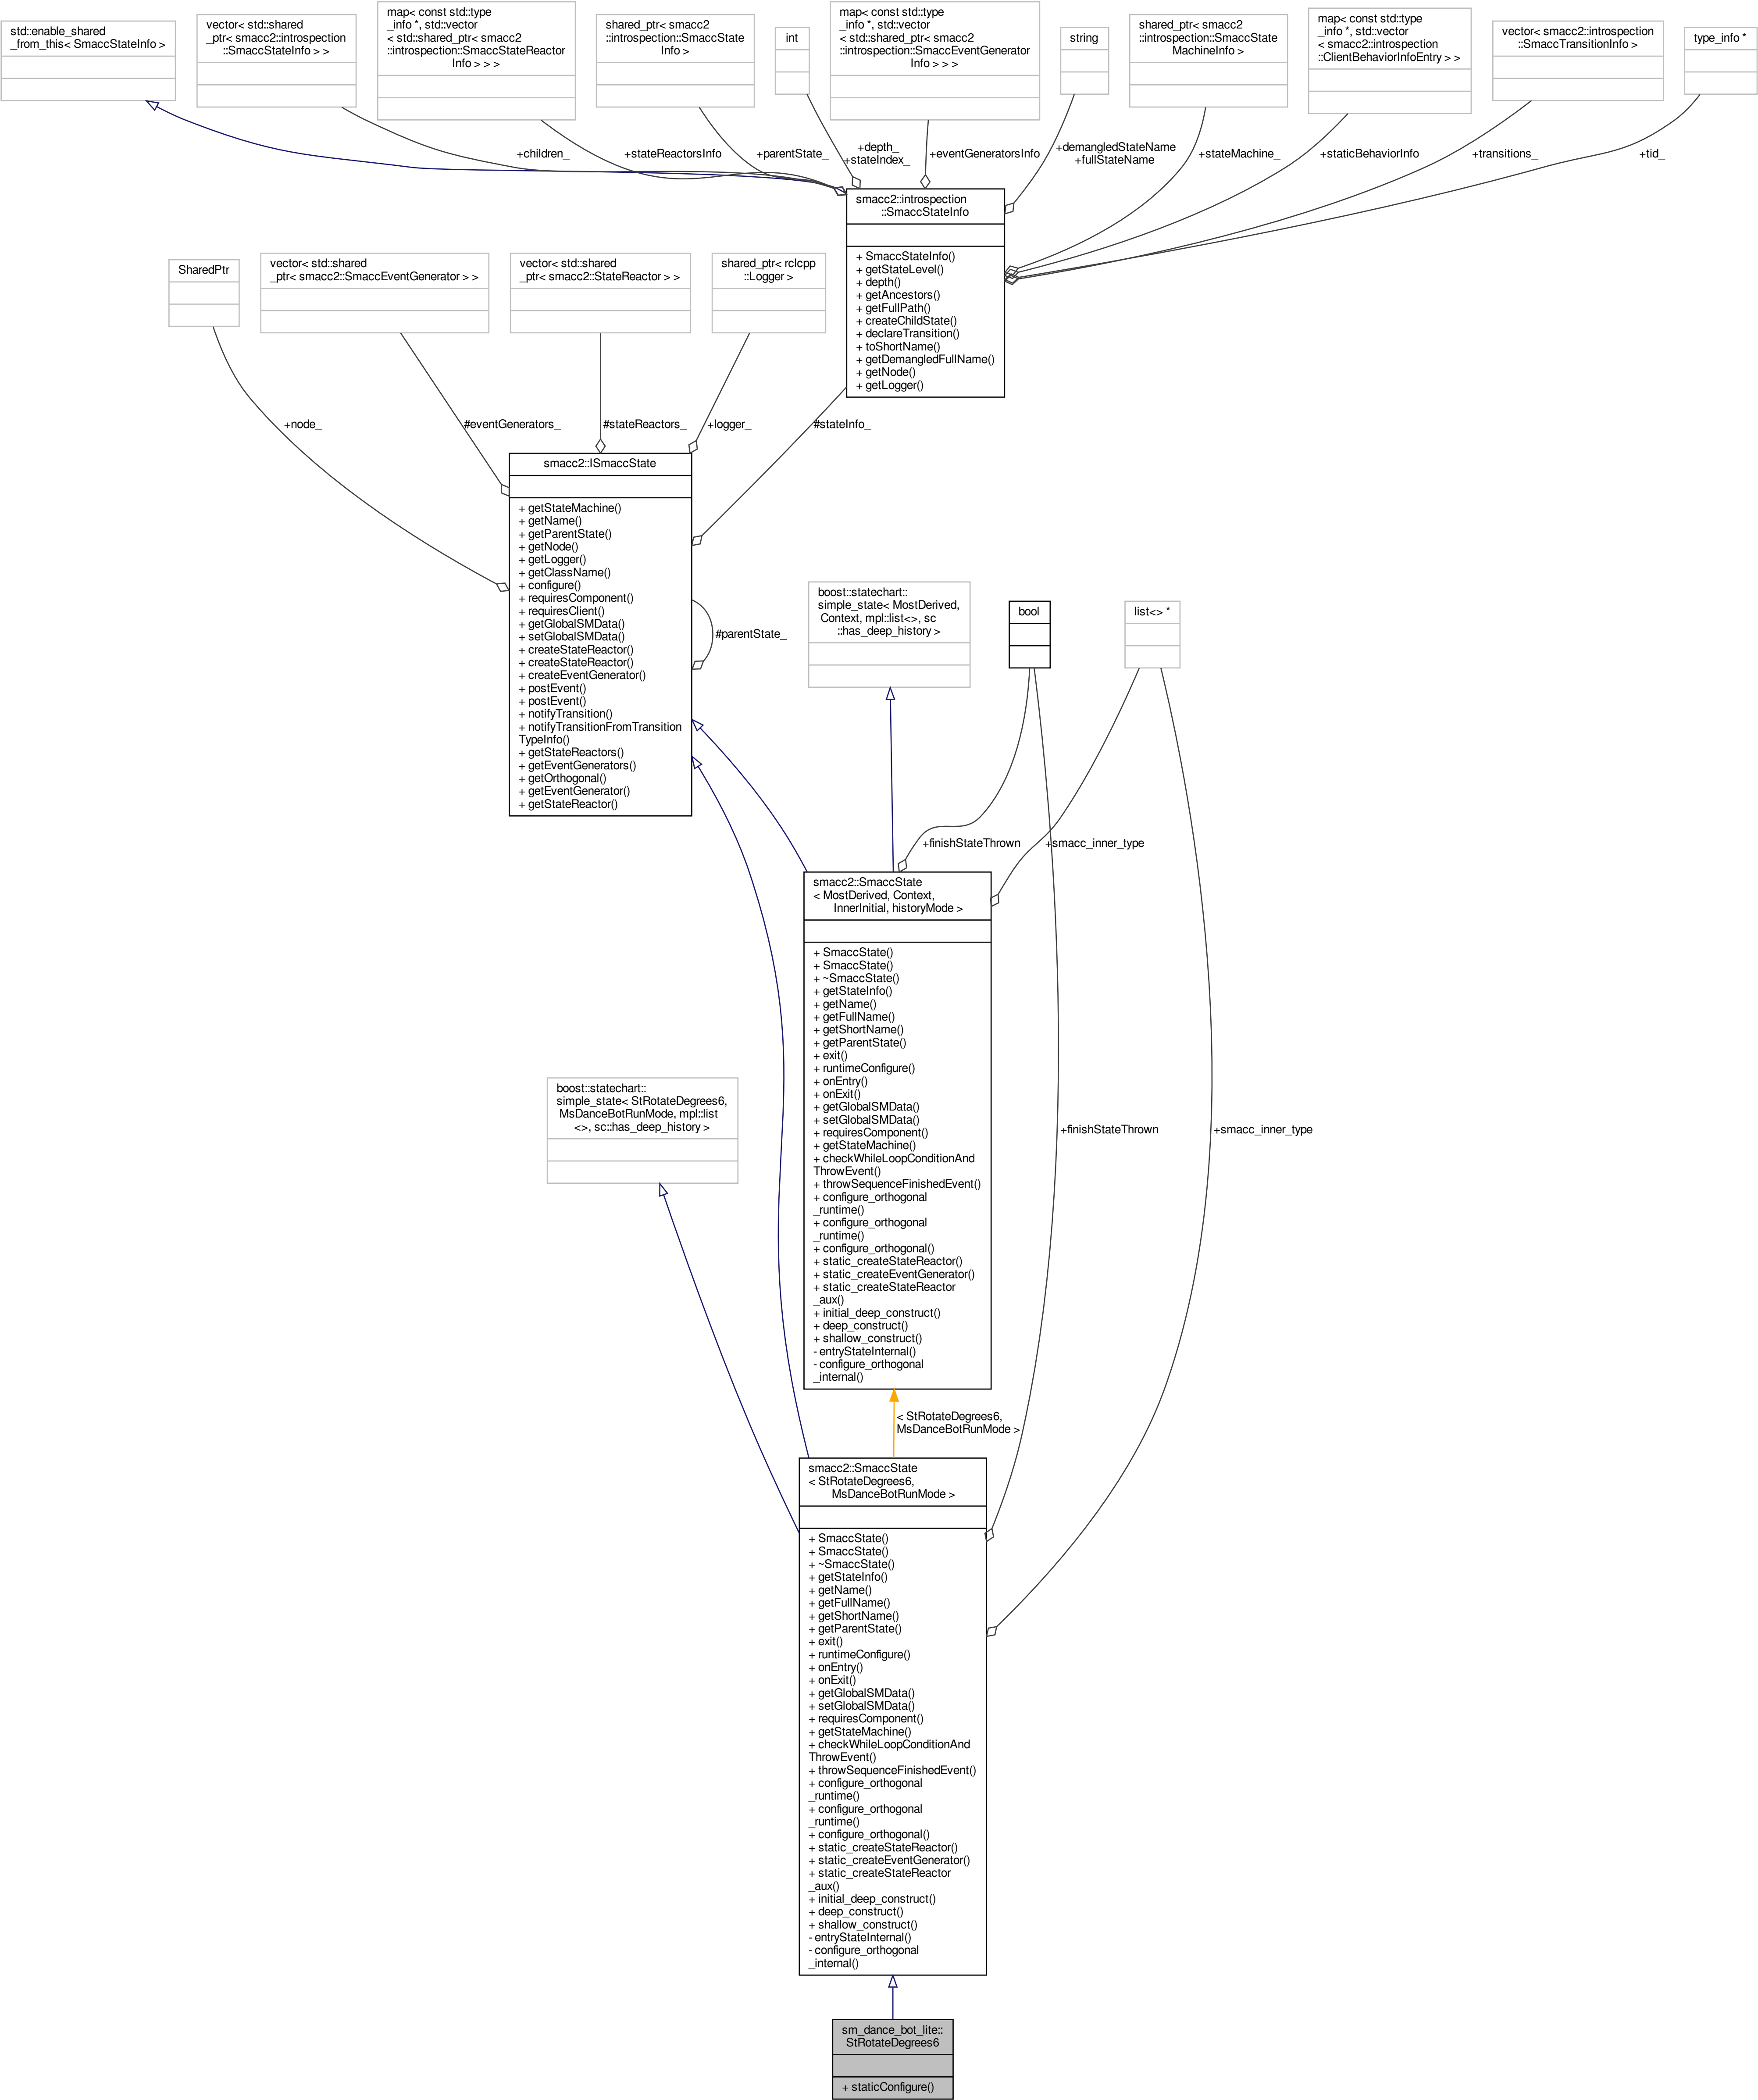 std::enable_shared
_from_this< SmaccStateInfo >
vector< std::shared
_ptr< smacc2::introspection
::SmaccStateInfo > >
map< const std::type
_info *, std::vector
< std::shared_ptr< smacc2
::introspection::SmaccStateReactor
Info > > >
shared_ptr< smacc2
::introspection::SmaccState
Info >
int
map< const std::type
_info *, std::vector
< std::shared_ptr< smacc2
::introspection::SmaccEventGenerator
Info > > >
string
shared_ptr< smacc2
::introspection::SmaccState
MachineInfo >
map< const std::type
_info *, std::vector
< smacc2::introspection
::ClientBehaviorInfoEntry > >
vector< smacc2::introspection
::SmaccTransitionInfo >
type_info *
+children_
+stateReactorsInfo
+parentState_
+depth_
+stateIndex_
+eventGeneratorsInfo
+demangledStateName
+fullStateName
+stateMachine_
+staticBehaviorInfo
+transitions_
+tid_
smacc2::introspection
::SmaccStateInfo
+ SmaccStateInfo()
+ getStateLevel()
+ depth()
+ getAncestors()
+ getFullPath()
+ createChildState()
+ declareTransition()
+ toShortName()
+ getDemangledFullName()
+ getNode()
+ getLogger()
SharedPtr
vector< std::shared
_ptr< smacc2::SmaccEventGenerator > >
vector< std::shared
_ptr< smacc2::StateReactor > >
shared_ptr< rclcpp
::Logger >
+node_
#eventGenerators_
#stateReactors_
+logger_
#stateInfo_
smacc2::ISmaccState
+ getStateMachine()
+ getName()
+ getParentState()
+ getNode()
+ getLogger()
+ getClassName()
+ configure()
+ requiresComponent()
+ requiresClient()
+ getGlobalSMData()
+ setGlobalSMData()
+ createStateReactor()
+ createStateReactor()
+ createEventGenerator()
+ postEvent()
+ postEvent()
+ notifyTransition()
+ notifyTransitionFromTransition
TypeInfo()
+ getStateReactors()
+ getEventGenerators()
+ getOrthogonal()
+ getEventGenerator()
+ getStateReactor()
#parentState_
boost::statechart::
simple_state< MostDerived,
Context, mpl::list<>, sc
::has_deep_history >
bool
list<> *
+finishStateThrown
+smacc_inner_type
smacc2::SmaccState
< MostDerived, Context,
InnerInitial, historyMode >
+ SmaccState()
+ SmaccState()
+ ~SmaccState()
+ getStateInfo()
+ getName()
+ getFullName()
+ getShortName()
+ getParentState()
+ exit()
+ runtimeConfigure()
+ onEntry()
+ onExit()
+ getGlobalSMData()
+ setGlobalSMData()
+ requiresComponent()
+ getStateMachine()
+ checkWhileLoopConditionAnd
ThrowEvent()
+ throwSequenceFinishedEvent()
+ configure_orthogonal
_runtime()
+ configure_orthogonal
_runtime()
+ configure_orthogonal()
+ static_createStateReactor()
+ static_createEventGenerator()
+ static_createStateReactor
_aux()
+ initial_deep_construct()
+ deep_construct()
+ shallow_construct()
- entryStateInternal()
- configure_orthogonal
_internal()
boost::statechart::
simple_state< StRotateDegrees6,
MsDanceBotRunMode, mpl::list
<>, sc::has_deep_history >
+finishStateThrown
+smacc_inner_type
< StRotateDegrees6,
MsDanceBotRunMode >
smacc2::SmaccState
< StRotateDegrees6,
MsDanceBotRunMode >
+ SmaccState()
+ SmaccState()
+ ~SmaccState()
+ getStateInfo()
+ getName()
+ getFullName()
+ getShortName()
+ getParentState()
+ exit()
+ runtimeConfigure()
+ onEntry()
+ onExit()
+ getGlobalSMData()
+ setGlobalSMData()
+ requiresComponent()
+ getStateMachine()
+ checkWhileLoopConditionAnd
ThrowEvent()
+ throwSequenceFinishedEvent()
+ configure_orthogonal
_runtime()
+ configure_orthogonal
_runtime()
+ configure_orthogonal()
+ static_createStateReactor()
+ static_createEventGenerator()
+ static_createStateReactor
_aux()
+ initial_deep_construct()
+ deep_construct()
+ shallow_construct()
- entryStateInternal()
- configure_orthogonal
_internal()
sm_dance_bot_lite::
StRotateDegrees6
+ staticConfigure()